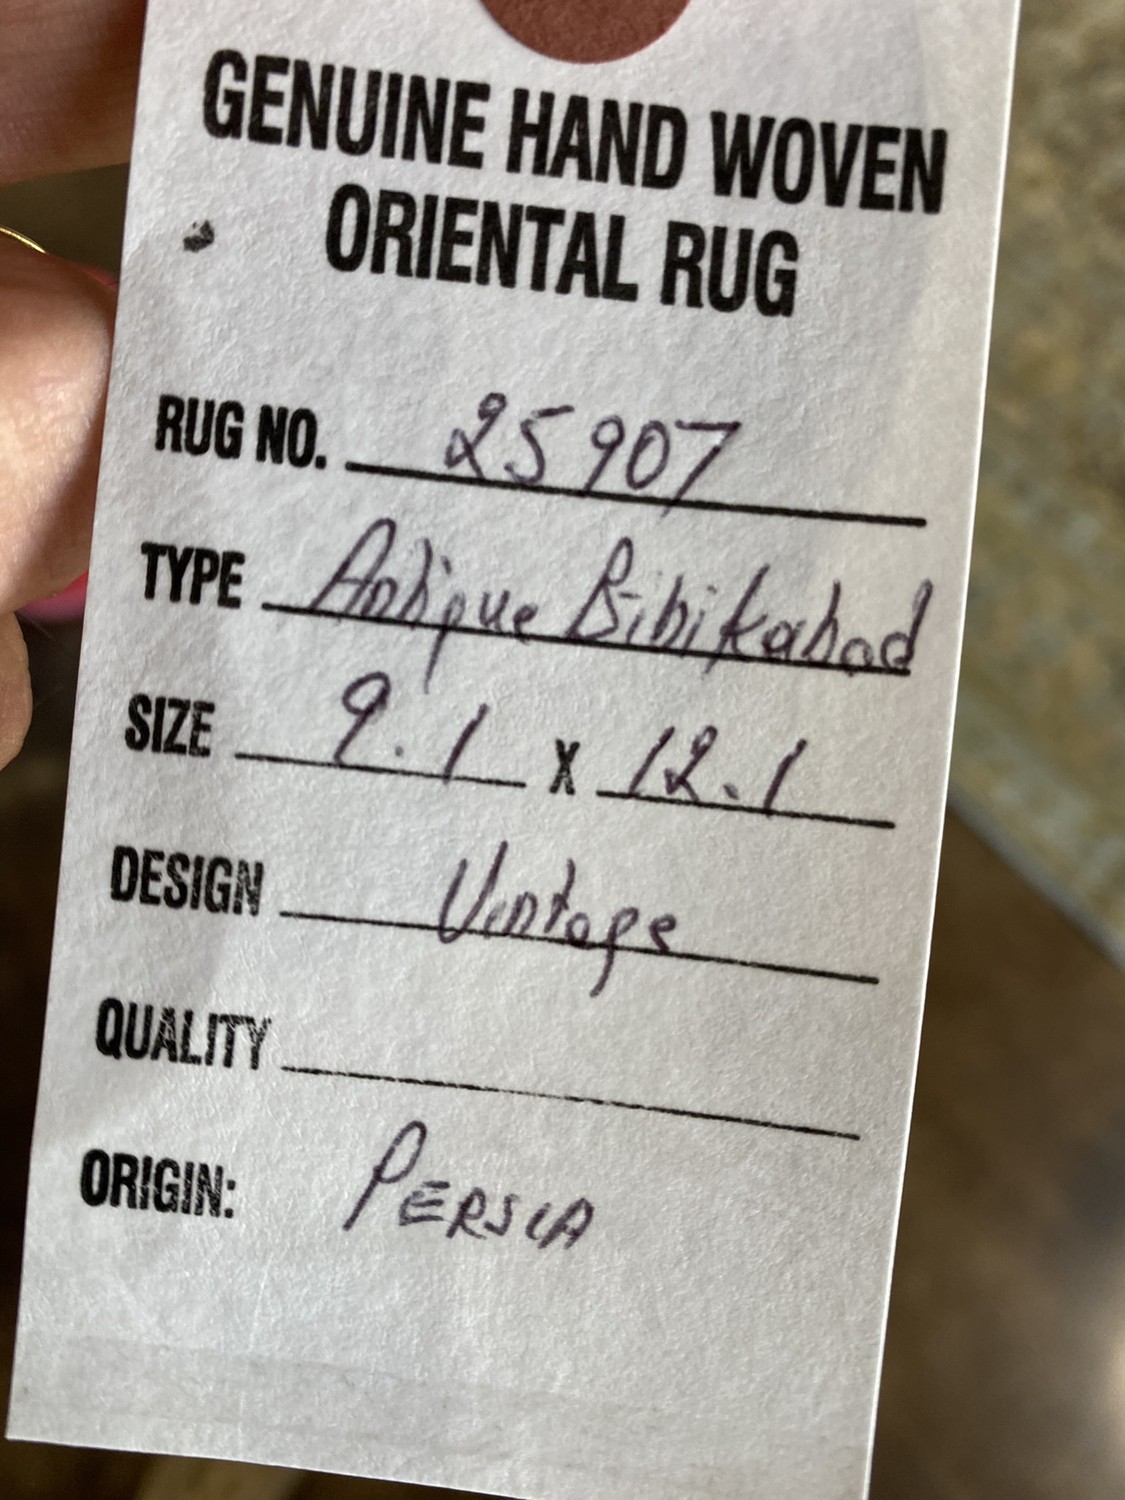 GENUINE HAND WOVEN
ORIENTAL RUG
RUG NO. 25907
TYPE Antique Bibikabad
SIZE 9.1 X 12.1
DESIGN Vintage
QUALITY
ORIGIN: PERSIA